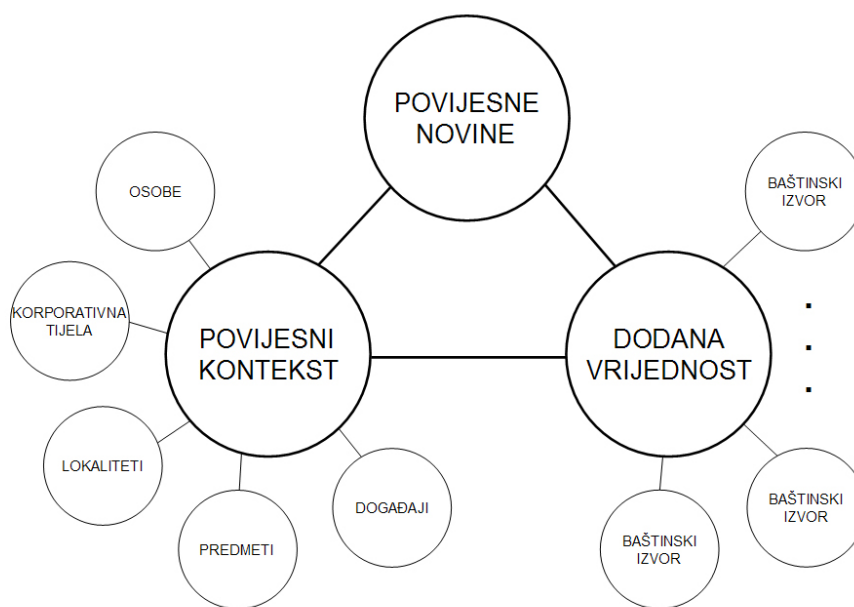 POVIJESNE
NOVINE
OSOBE
BAŠTINSKI
IZVOR
KORPORATIVNA
TIJELA
POVIJESNI
KONTEKST
DODANA
VRIJEDNOST
LOKALITETI
DOGAĐAJI
PREDMETI
BAŠTINSKI
IZVOR
BAŠTINSKI
IZVOR